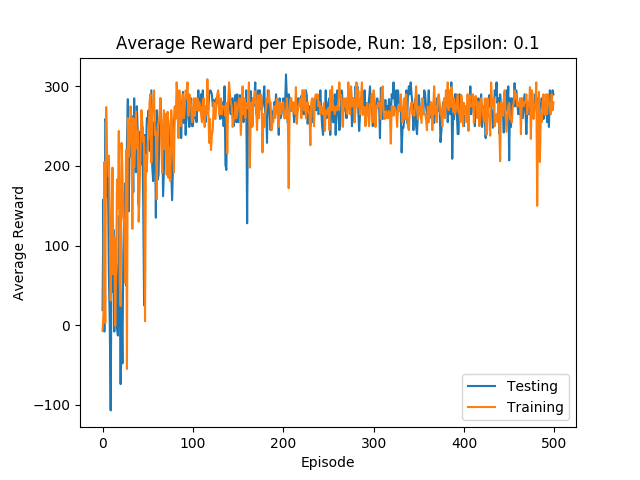 Average Reward per Episode, Run: 18, Epsilon: 0.1
300
200
100
0
−100
Average Reward
0 100 200 300 400 500
Episode
Testing
Training